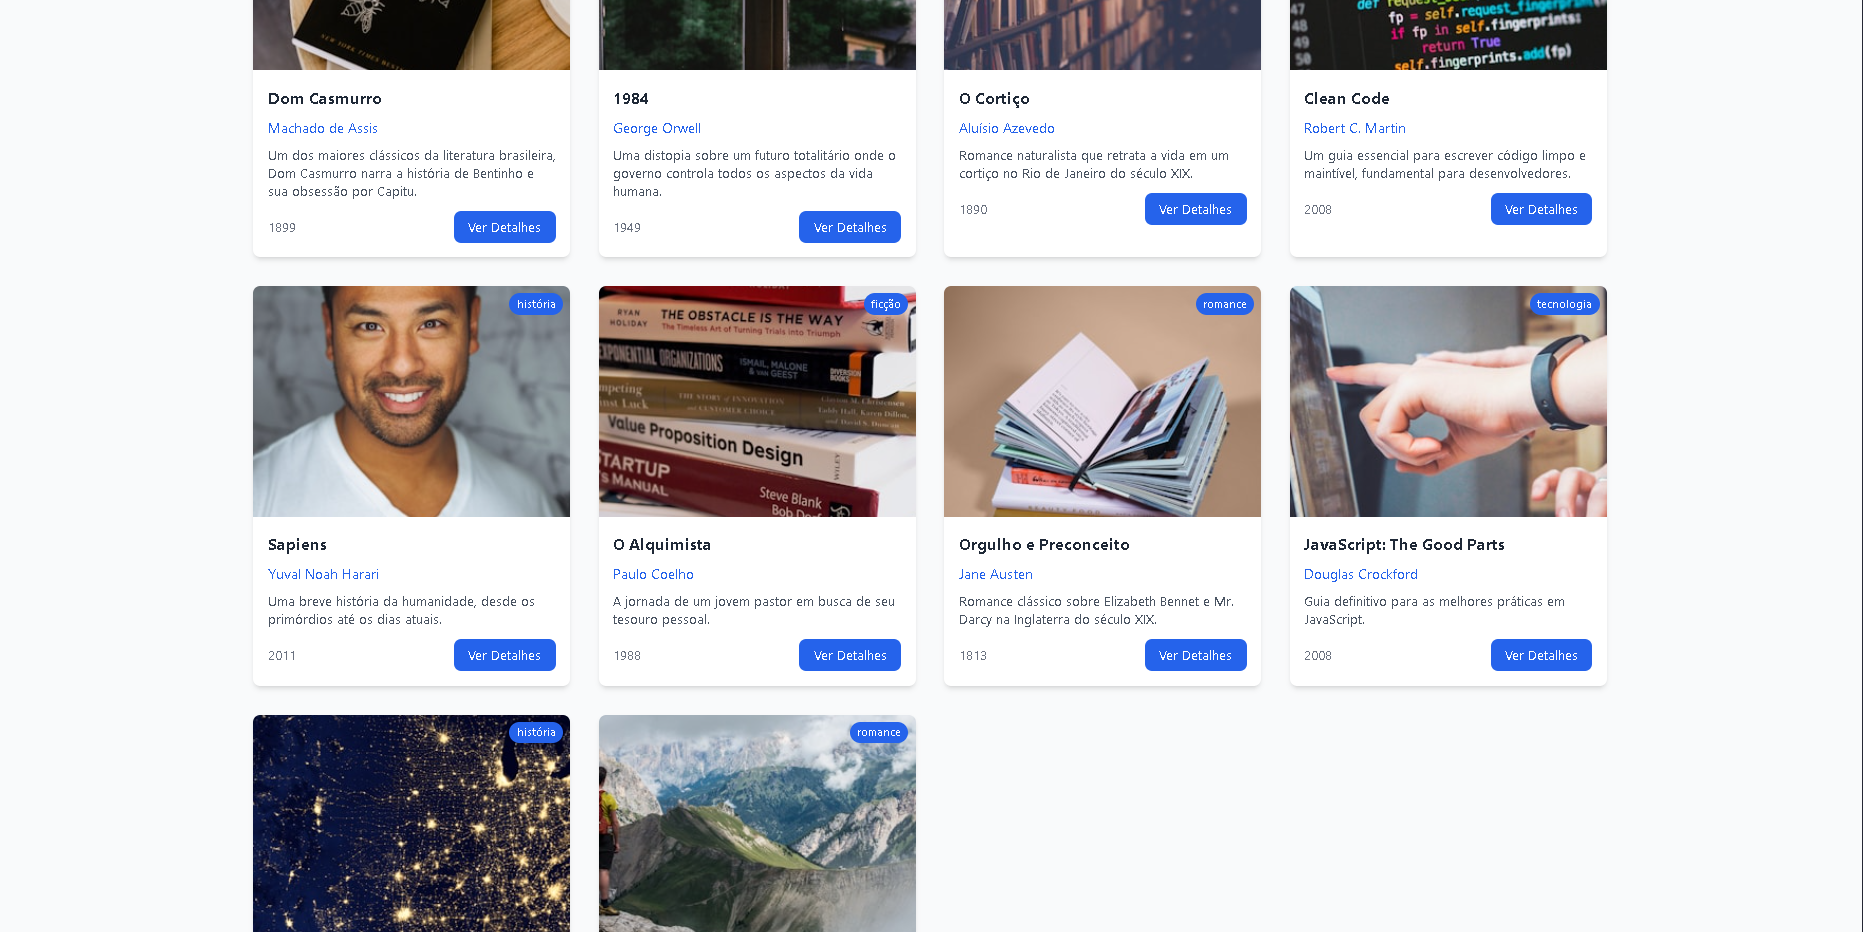 NEW YORK TIMES
47
48
49
50
fp = self.request_fingerprint(
if fp in self.fingerprints:
return True
self.fingerprints.add(fp)
Dom Casmurro
Machado de Assis
Um dos maiores clássicos da literatura brasileira,
Dom Casmurro narra a história de Bentinho e
sua obsessão por Capitu.
1899
Ver Detalhes
1984
George Orwell
Uma distopia sobre um futuro totalitário onde o
governo controla todos os aspectos da vida
humana.
1949
Ver Detalhes
O Cortiço
Aluísio Azevedo
Romance naturalista que retrata a vida em um
cortiço no Rio de Janeiro do século XIX.
1890
Ver Detalhes
Clean Code
Robert C. Martin
Um guia essencial para escrever código limpo e
maintível, fundamental para desenvolvedores.
2008
Ver Detalhes
história
Sapiens
Yuval Noah Harari
Uma breve história da humanidade, desde os
primórdios até os dias atuais.
2011
Ver Detalhes
ficção
RYAN
HOLIDAY
THE OBSTACLE IS THE WAY
The Timeless Art of Turning Trials into Triumph
EXPONENTIAL ORGANIZATIONS
ISMAIL, MALONE
& VAN GEEST
DIVERSION
BOOKS
THE STORY of INNOVATION
and CUSTOMER CHOICE
Clayton M. Christensen
Taddy Hall, Karen Dillon,
and David S. Duncan
Value Proposition Design
WILEY
STARTUP
MANUAL
Steve Blank
Bob
O Alquimista
Paulo Coelho
A jornada de um jovem pastor em busca de seu
tesouro pessoal.
1988
Ver Detalhes
romance
Orgulho e Preconceito
Jane Austen
Romance clássico sobre Elizabeth Bennet e Mr.
Darcy na Inglaterra do século XIX.
1813
Ver Detalhes
tecnologia
JavaScript: The Good Parts
Douglas Crockford
Guia definitivo para as melhores práticas em
JavaScript.
2008
Ver Detalhes
história
romance